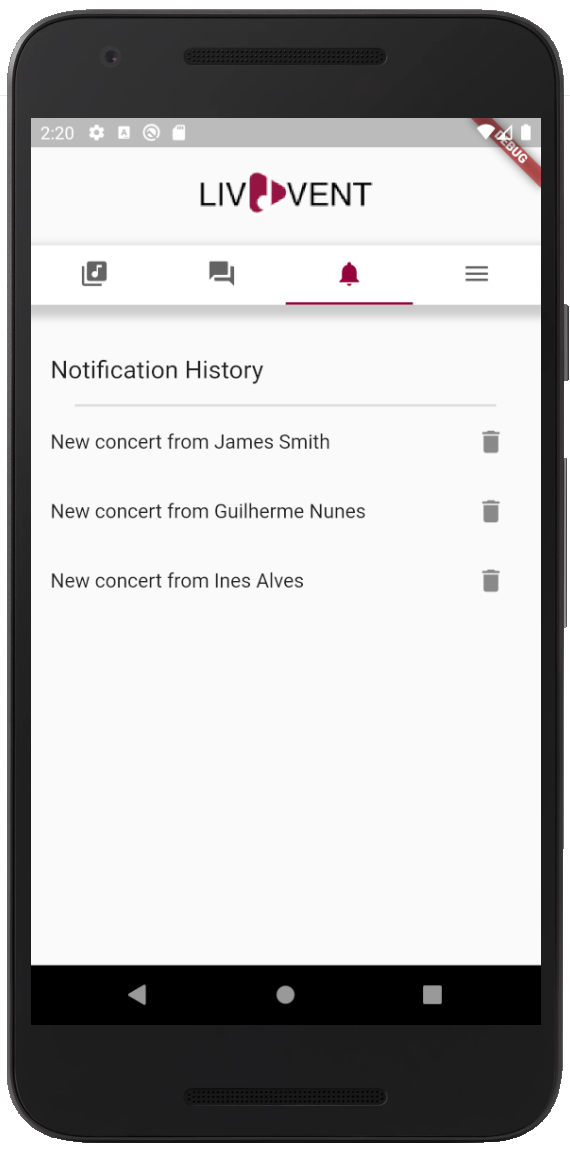 2:20
A
DEBUG
LIV VENT
Notification History
New concert from James Smith
New concert from Guilherme Nunes
New concert from Ines Alves